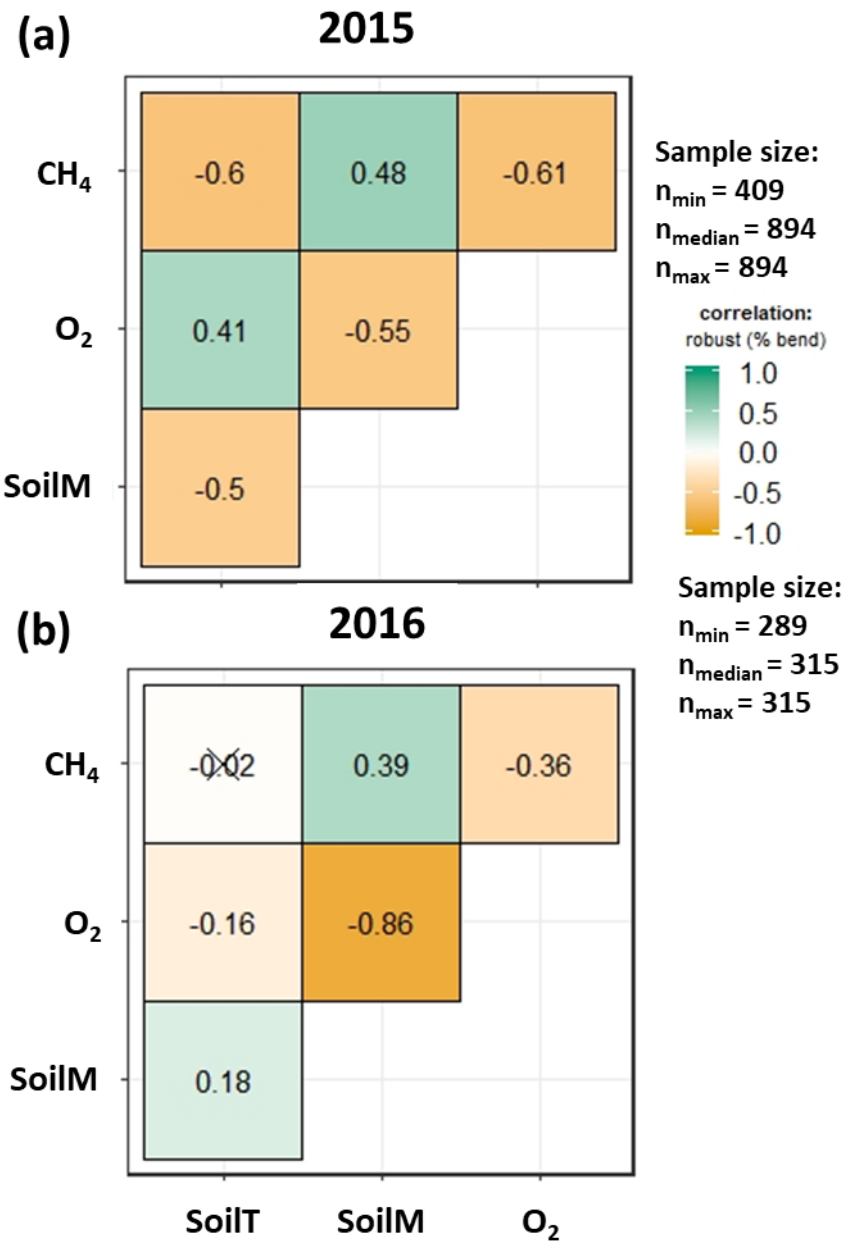 (a) 2015
CH₄ -0.6 0.48 -0.61
O₂ 0.41 -0.55
SoilM -0.5
Sample size:
nmin = 409
nmedian = 894
nmax = 894
correlation:
robust (% bend)
1.0
0.5
0.0
-0.5
-1.0
(b) 2016
Sample size:
nmin = 289
nmedian = 315
nmax = 315
CH₄ -0.02 0.39 -0.36
O₂ -0.16 -0.86
SoilM 0.18
SoilT SoilM O₂